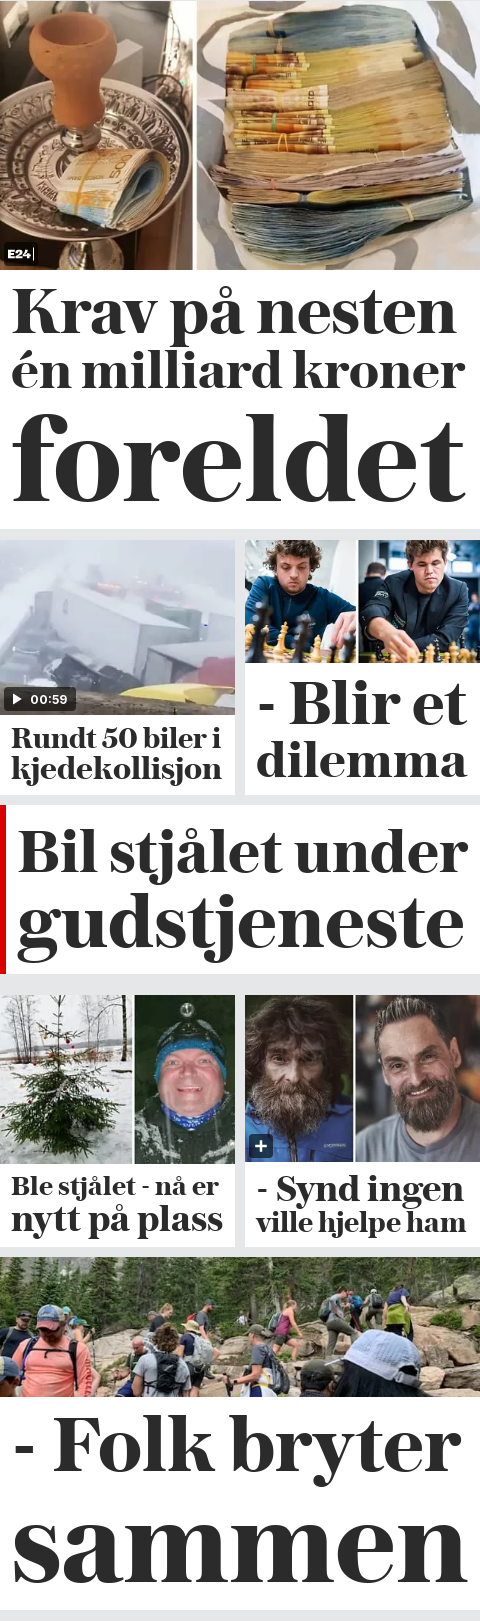 E24
Krav på nesten
én milliard kroner
foreldet
00:59
Rundt 50 biler i
kjedekollisjon
- Blir et
dilemma
Bil stjålet under
gudstjeneste
Ble stjålet - nå er
nytt på plass
- Synd ingen
ville hjelpe ham
- Folk bryter
sammen